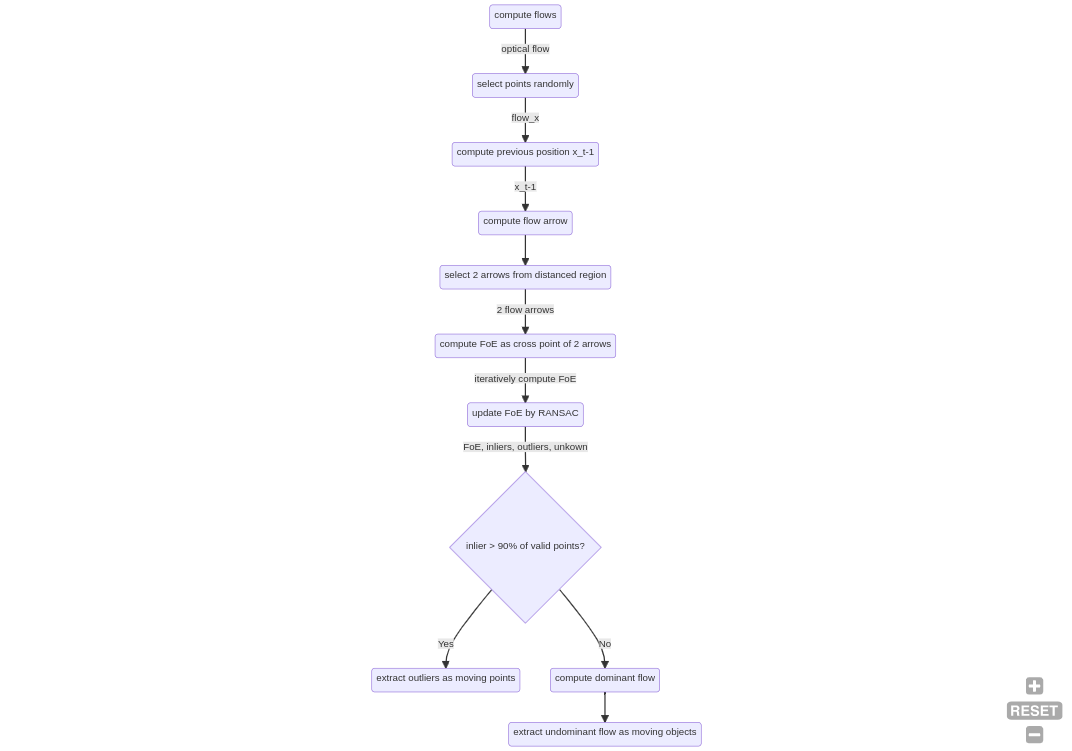 compute flows
optical flow
select points randomly
flow_x
compute previous position x_t-1
x_t-1
compute flow arrow
select 2 arrows from distanced region
2 flow arrows
compute FoE as cross point of 2 arrows
iteratively compute FoE
update FoE by RANSAC
FoE, inliers, outliers, unkown
inlier > 90% of valid points?
Yes
No
extract outliers as moving points
compute dominant flow
extract undominant flow as moving objects
RESET